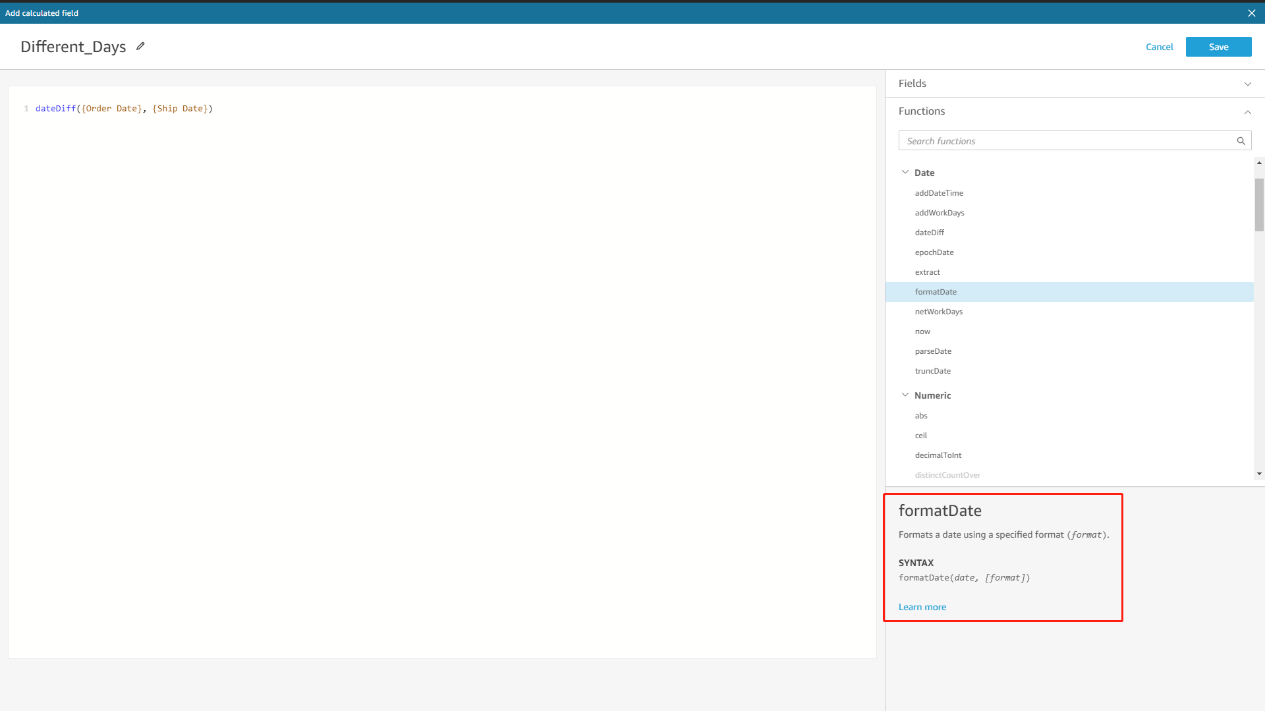 Add calculated field
Different_Days
Cancel
Save
1 dateDiff({Order Date}, {Ship Date})
Fields
Functions
Search functions
Date
addDateTime
addWorkDays
dateDiff
epochDate
extract
formatDate
netWorkDays
now
parseDate
truncDate
Numeric
abs
ceil
decimalToInt
distinctCountOver
formatDate
Formats a date using a specified format (format).
SYNTAX
formatDate(date, [format])
Learn more